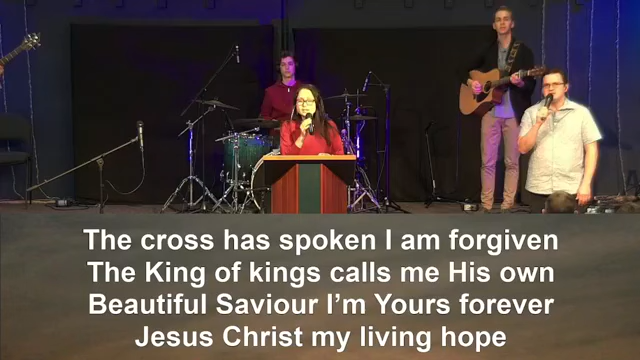 The cross has spoken I am forgiven
The King of kings calls me His own
Beautiful Saviour I’m Yours forever
Jesus Christ my living hope